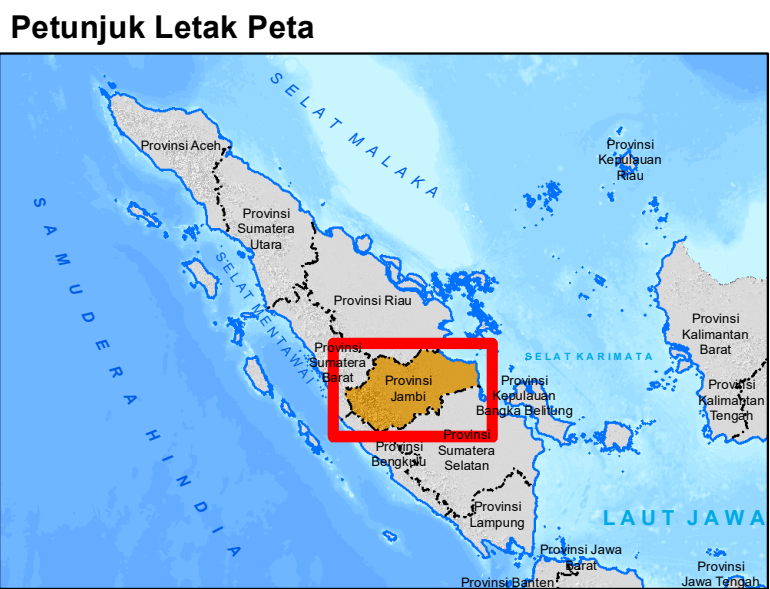 Petunjuk Letak Peta
SELAT MALAKA
Provinsi Aceh
Provinsi
Kepulauan
Riau
SAMUDERA HINDIA
Provinsi
Sumatera
Utara
SELAT MENTAWAI
Provinsi Riau
Provinsi
Kalimantan
Barat
Provinsi
Sumatera
Barat
SELAT KARIMATA
Provinsi
Jambi
Provinsi
Kepulauan
Bangka Belitung
Provinsi
Kalimantan
Tengah
Provinsi
Bengkulu
Provinsi
Sumatera
Selatan
Provinsi
Lampung
LAUT JAWA
Provinsi Jawa
Barat
Provinsi Banten
Provinsi
Jawa Tengah